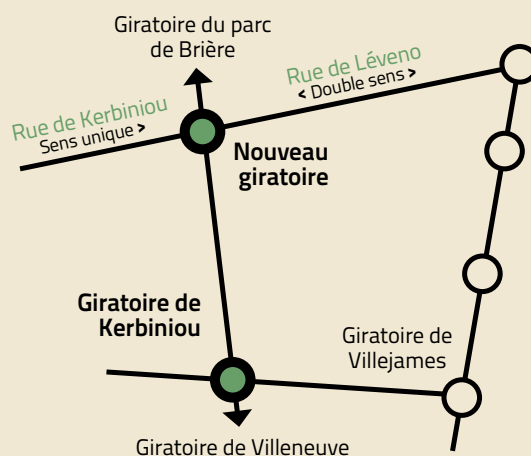 Giratoire du parc
de Brière
Rue de Léveno
< Double sens >
Rue de Kerbiniou
Sens unique >
Nouveau
giratoire
Giratoire de
Kerbiniou
Giratoire de
Villejames
Giratoire de Villeneuve